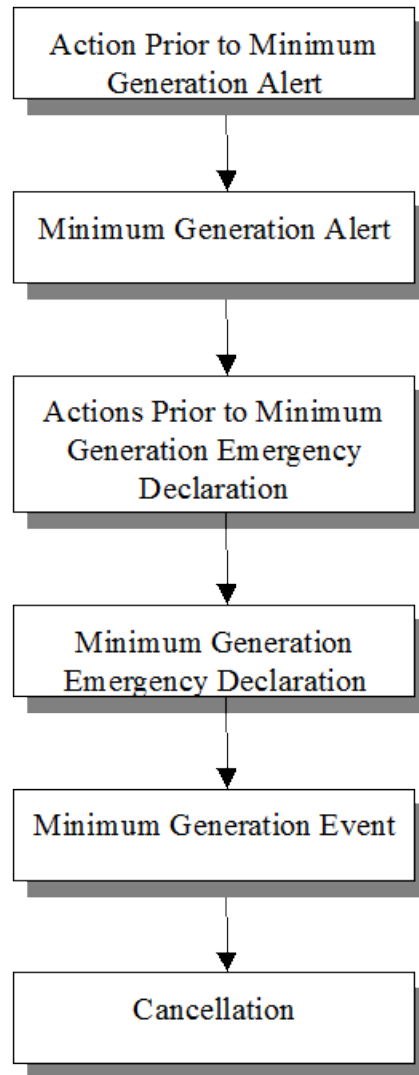 Action Prior to Minimum
Generation Alert
Minimum Generation Alert
Actions Prior to Minimum
Generation Emergency
Declaration
Minimum Generation
Emergency Declaration
Minimum Generation Event
Cancellation